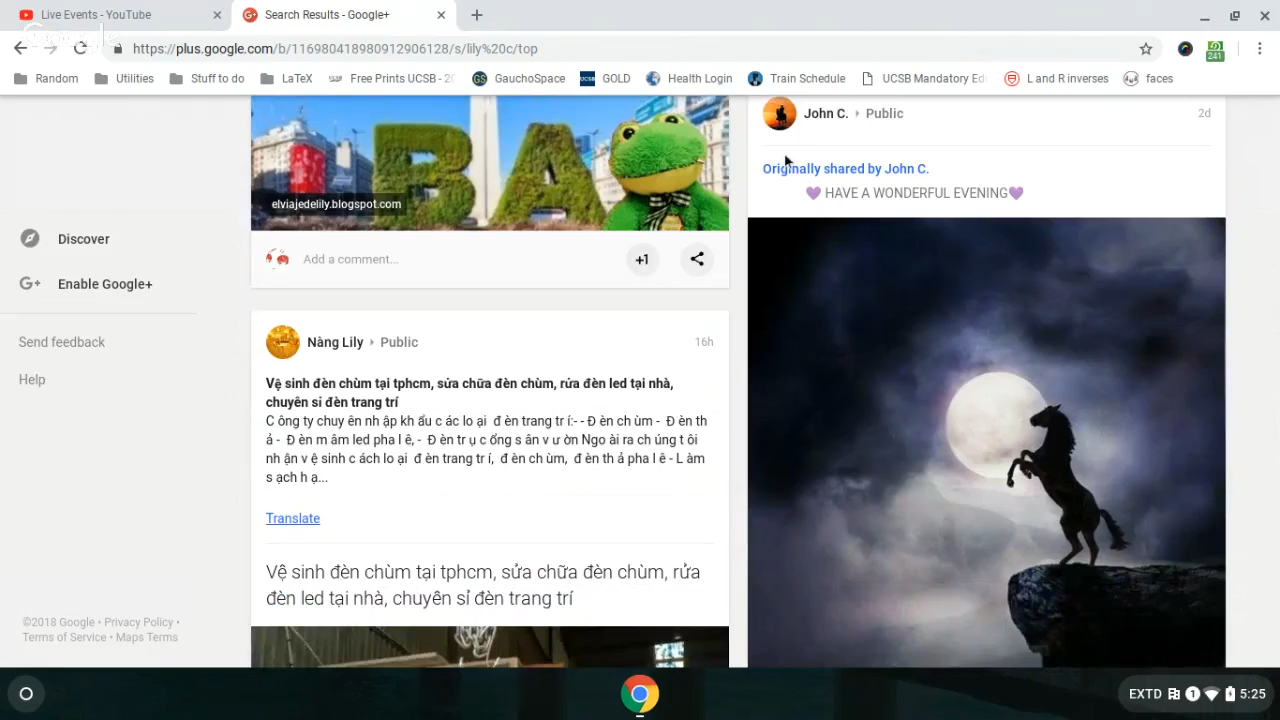 Live Events - YouTube
Search Results - Google+
https://plus.google.com/b/116980418980912906128/s/lily%20c/top
Random
Utilities
Stuff to do
LaTeX
Free Prints UCSB - 20
GauchoSpace
GOLD
Health Login
Train Schedule
UCSB Mandatory Ed
L and R inverses
faces
241
Discover
Enable Google+
Send feedback
Help
©2018 Google • Privacy Policy •
Terms of Service • Maps Terms
BA
elviajedelily.blogspot.com
Add a comment...
+1
Nàng Lily
Public
16h
Vệ sinh đèn chùm tại tphcm, sửa chữa đèn chùm, rửa đèn led tại nhà,
chuyên sỉ đèn trang trí
C ông ty chuy ên nh ập kh ẩu c ác lo ại đ èn trang tr í:- - Đ èn ch ùm - Đ èn th
ả - Đ èn m âm led pha l ê, - Đ èn tr ụ c ổng s ân v ư ờn Ngo ài ra ch úng t ôi
nh ận v ệ sinh c ách lo ại đ èn trang tr í, đ èn ch ùm, đ èn th ả pha l ê - L àm
s ạch h ạ...
Translate
Vệ sinh đèn chùm tại tphcm, sửa chữa đèn chùm, rửa
đèn led tại nhà, chuyên sỉ đèn trang trí
John C.
Public
2d
Originally shared by John C.
💜 HAVE A WONDERFUL EVENING💜
EXTD
1
5:25